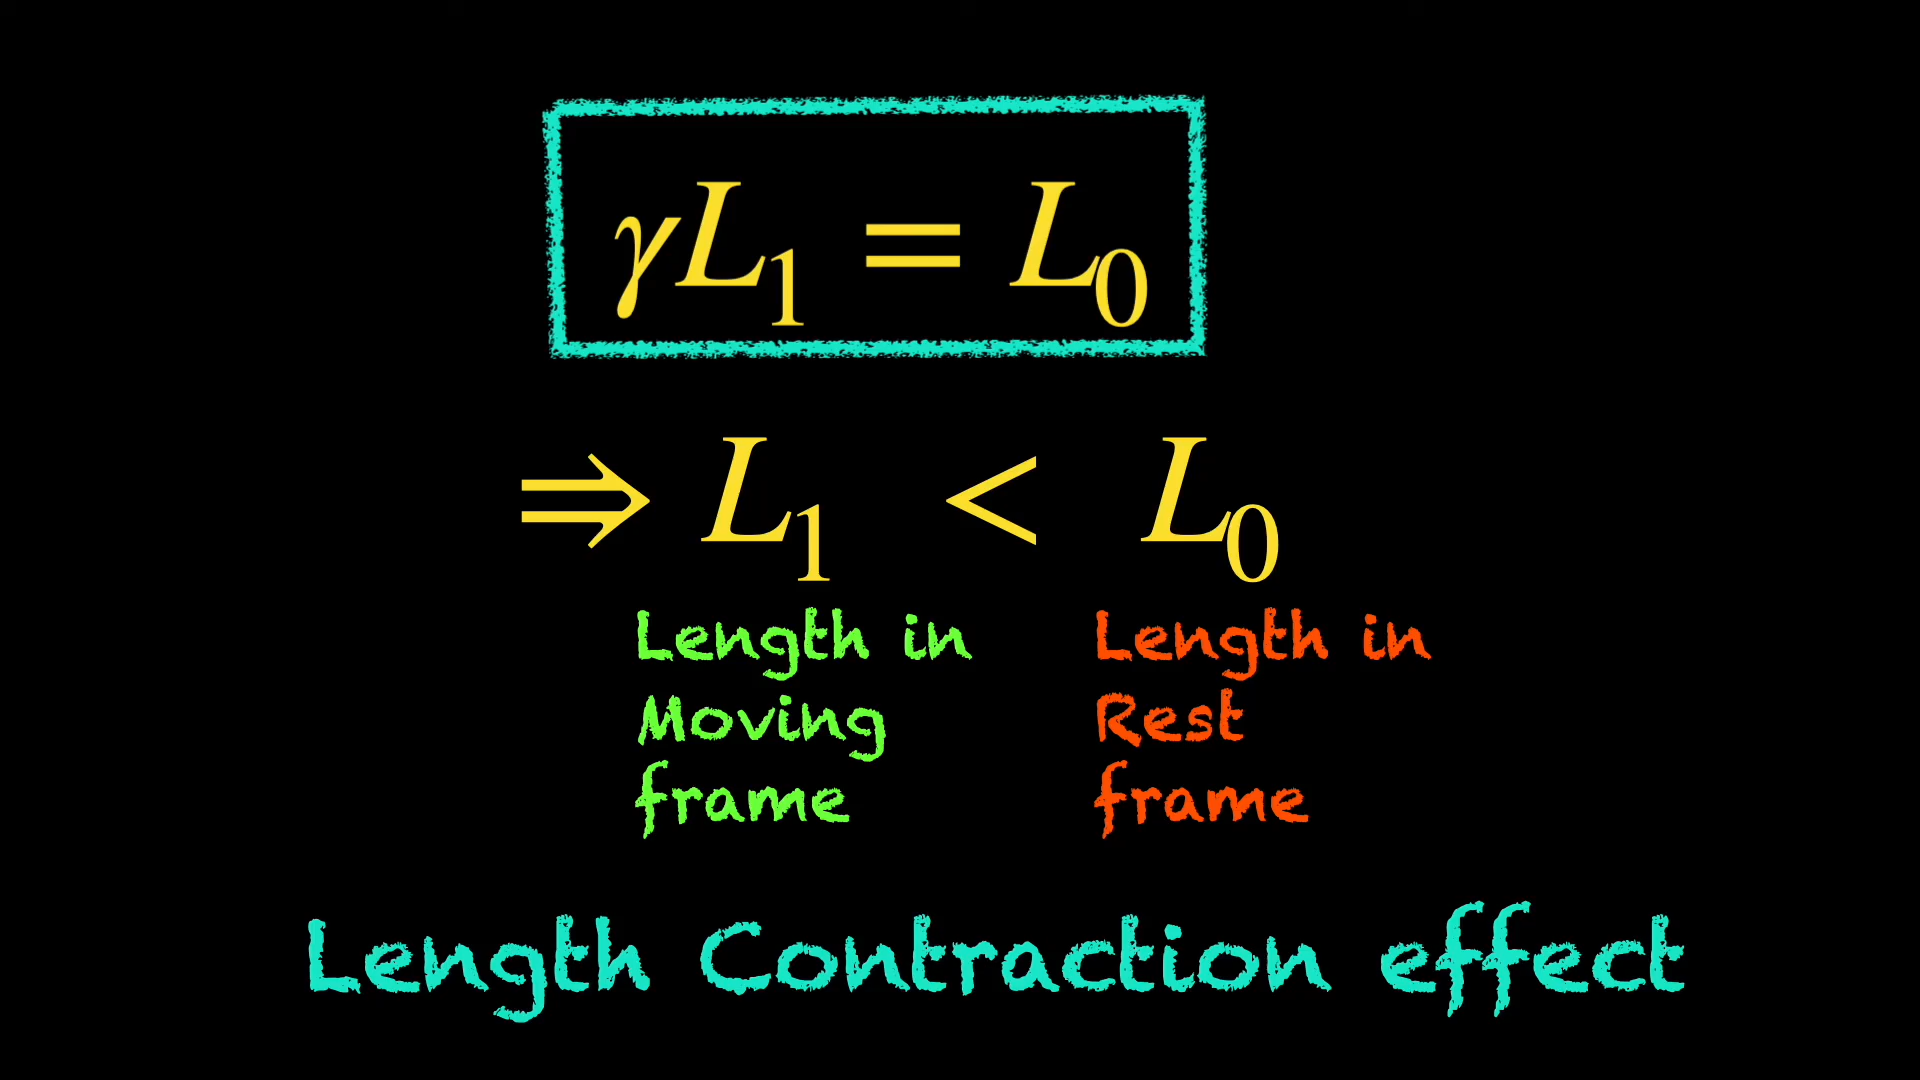 γL₁ = L₀
⇒ L₁ < L₀
Length in
Moving
frame
Length in
Rest
frame
Length Contraction effect